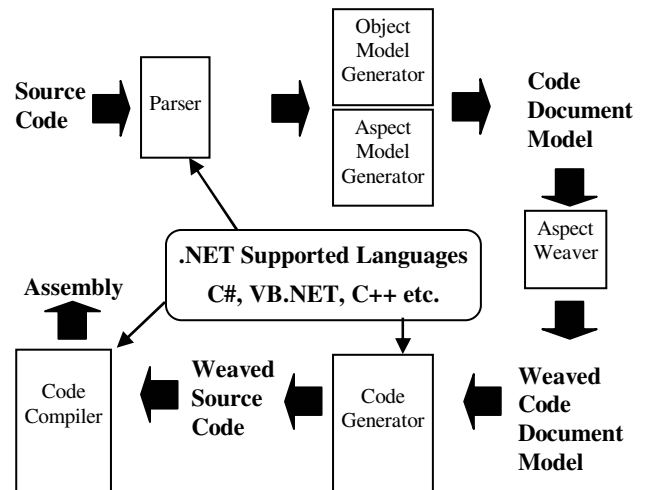 Source
Code
Parser
Object
Model
Generator
Aspect
Model
Generator
Code
Document
Model
Aspect
Weaver
.NET Supported Languages
C#, VB.NET, C++ etc.
Assembly
Code
Compiler
Weaved
Source
Code
Code
Generator
Weaved
Code
Document
Model